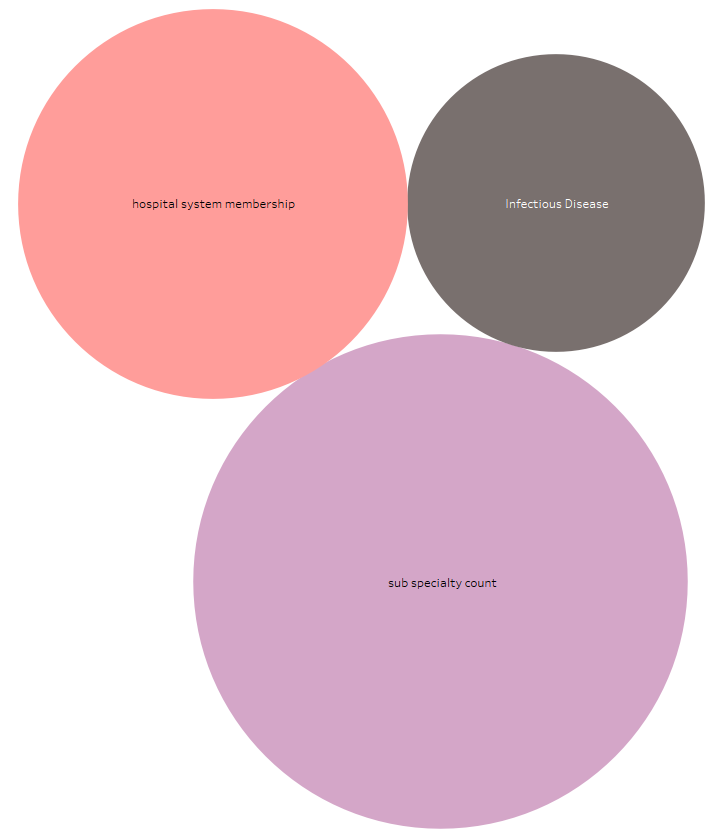 hospital system membership
Infectious Disease
sub specialty count